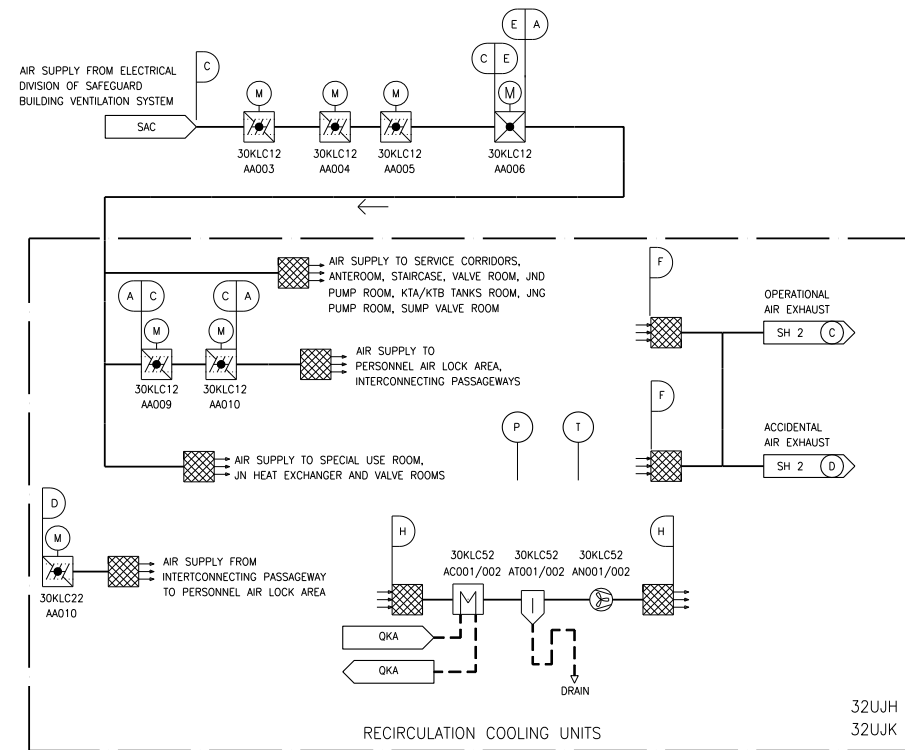 E A
C
C E
AIR SUPPLY FROM ELECTRICAL
DIVISION OF SAFEGUARD
BUILDING VENTILATION SYSTEM
M
M
M
M
SAC
30KLC12
AA003
30KLC12
AA004
30KLC12
AA005
30KLC12
AA006
AIR SUPPLY TO SERVICE CORRIDORS,
ANTEROOM, STAIRCASE, VALVE ROOM, JND
PUMP ROOM, KTA/KTB TANKS ROOM, JNG
PUMP ROOM, SUMP VALVE ROOM
F
OPERATIONAL
AIR EXHAUST
SH 2 C
A C
C A
M
M
30KLC12
AA009
30KLC12
AA010
AIR SUPPLY TO
PERSONNEL AIR LOCK AREA,
INTERCONNECTING PASSAGEWAYS
F
P
T
ACCIDENTAL
AIR EXHAUST
SH 2 D
AIR SUPPLY TO SPECIAL USE ROOM,
JN HEAT EXCHANGER AND VALVE ROOMS
D
M
30KLC22
AA010
AIR SUPPLY FROM
INTERTCONNECTING PASSAGEWAY
TO PERSONNEL AIR LOCK AREA
H
H
30KLC52
AC001/002
30KLC52
AT001/002
30KLC52
AN001/002
QKA
QKA
DRAIN
RECIRCULATION COOLING UNITS
32UJH
32UJK